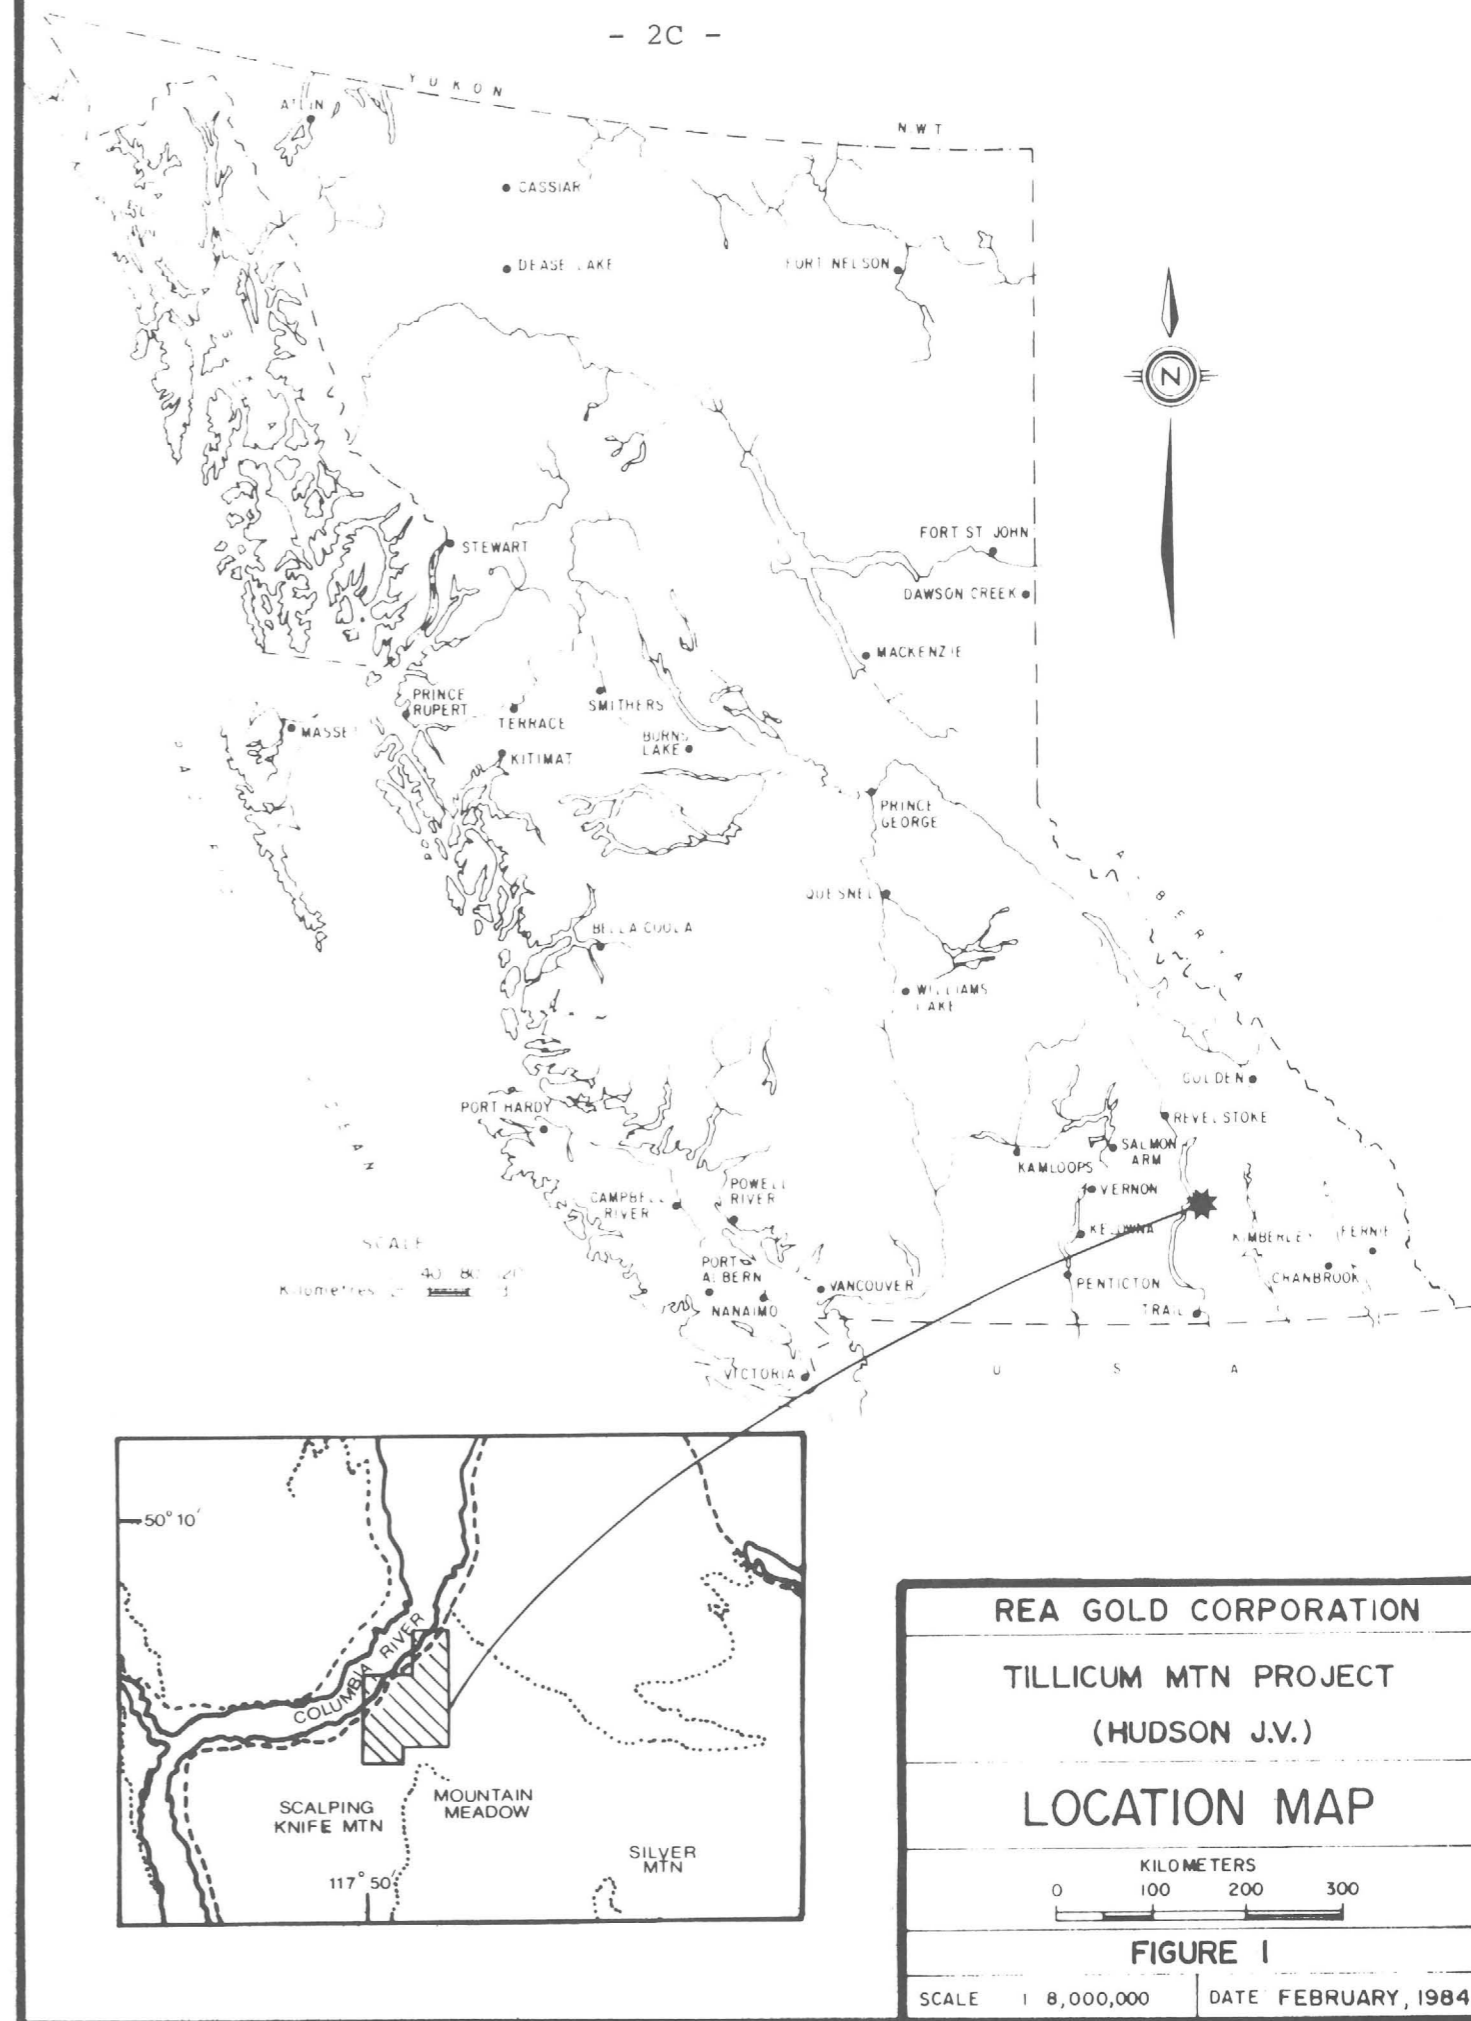 - 2C -
YUKON
N.W.T
ATLIN
CASSIAR
DEASE LAKE
FORT NELSON
N
STEWART
FORT ST JOHN
DAWSON CREEK
MACKENZIE
PRINCE
RUPERT
TERRACE
SMITHERS
BURNS
LAKE
MASSET
KITIMAT
PRINCE
GEORGE
QUESNEL
ALBERTA
BELLA COOLA
WILLIAMS
LAKE
GOLDEN
PORT HARDY
REVELSTOKE
SALMON
ARM
KAMLOOPS
VERNON
POWELL
RIVER
CAMPBELL
RIVER
KELOWNA
KIMBERLEY
FERNIE
SCALE
40 80
Kilometres
PORT
ALBERNI
VANCOUVER
PENTICTON
CRANBROOK
NANAIMO
TRAIL
VICTORIA
U S A
50° 10'
COLUMBIA RIVER
MOUNTAIN
MEADOW
SCALPING
KNIFE MTN
SILVER
MTN
117° 50'
REA GOLD CORPORATION
TILLICUM MTN PROJECT
(HUDSON J.V.)
LOCATION MAP
KILOMETERS
0 100 200 300
FIGURE 1
SCALE 1 8,000,000
DATE FEBRUARY, 1984